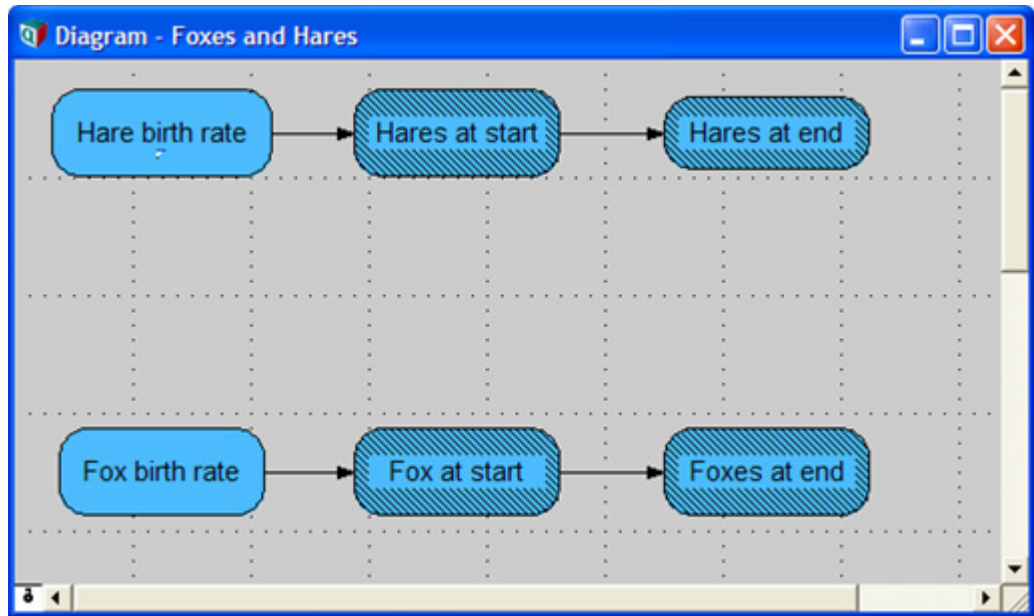 Diagram - Foxes and Hares
Hare birth rate
Hares at start
Hares at end
Fox birth rate
Fox at start
Foxes at end